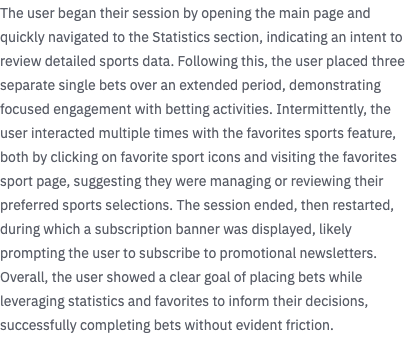 The user began their session by opening the main page and
quickly navigated to the Statistics section, indicating an intent to
review detailed sports data. Following this, the user placed three
separate single bets over an extended period, demonstrating
focused engagement with betting activities. Intermittently, the
user interacted multiple times with the favorites sports feature,
both by clicking on favorite sport icons and visiting the favorites
sport page, suggesting they were managing or reviewing their
preferred sports selections. The session ended, then restarted,
during which a subscription banner was displayed, likely
prompting the user to subscribe to promotional newsletters.
Overall, the user showed a clear goal of placing bets while
leveraging statistics and favorites to inform their decisions,
successfully completing bets without evident friction.